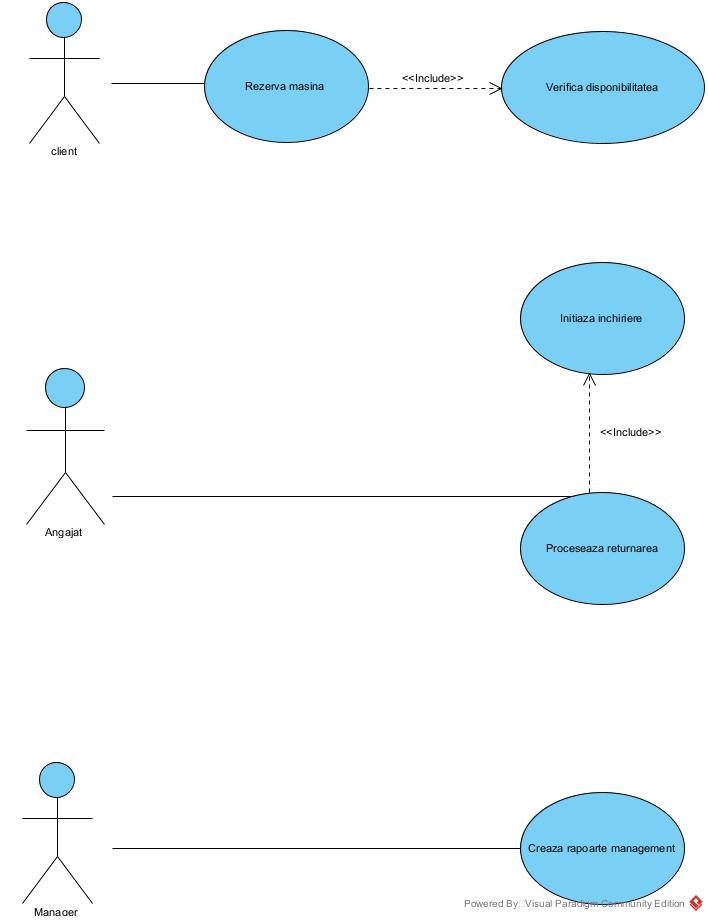 Rezerva masina
<<Include>>
Verifica disponibilitatea
client
Initiaza inchiriere
<<Include>>
Angajat
Proceseaza returnarea
Creaza rapoarte management
Manager
Powered By Visual Paradigm Community Edition